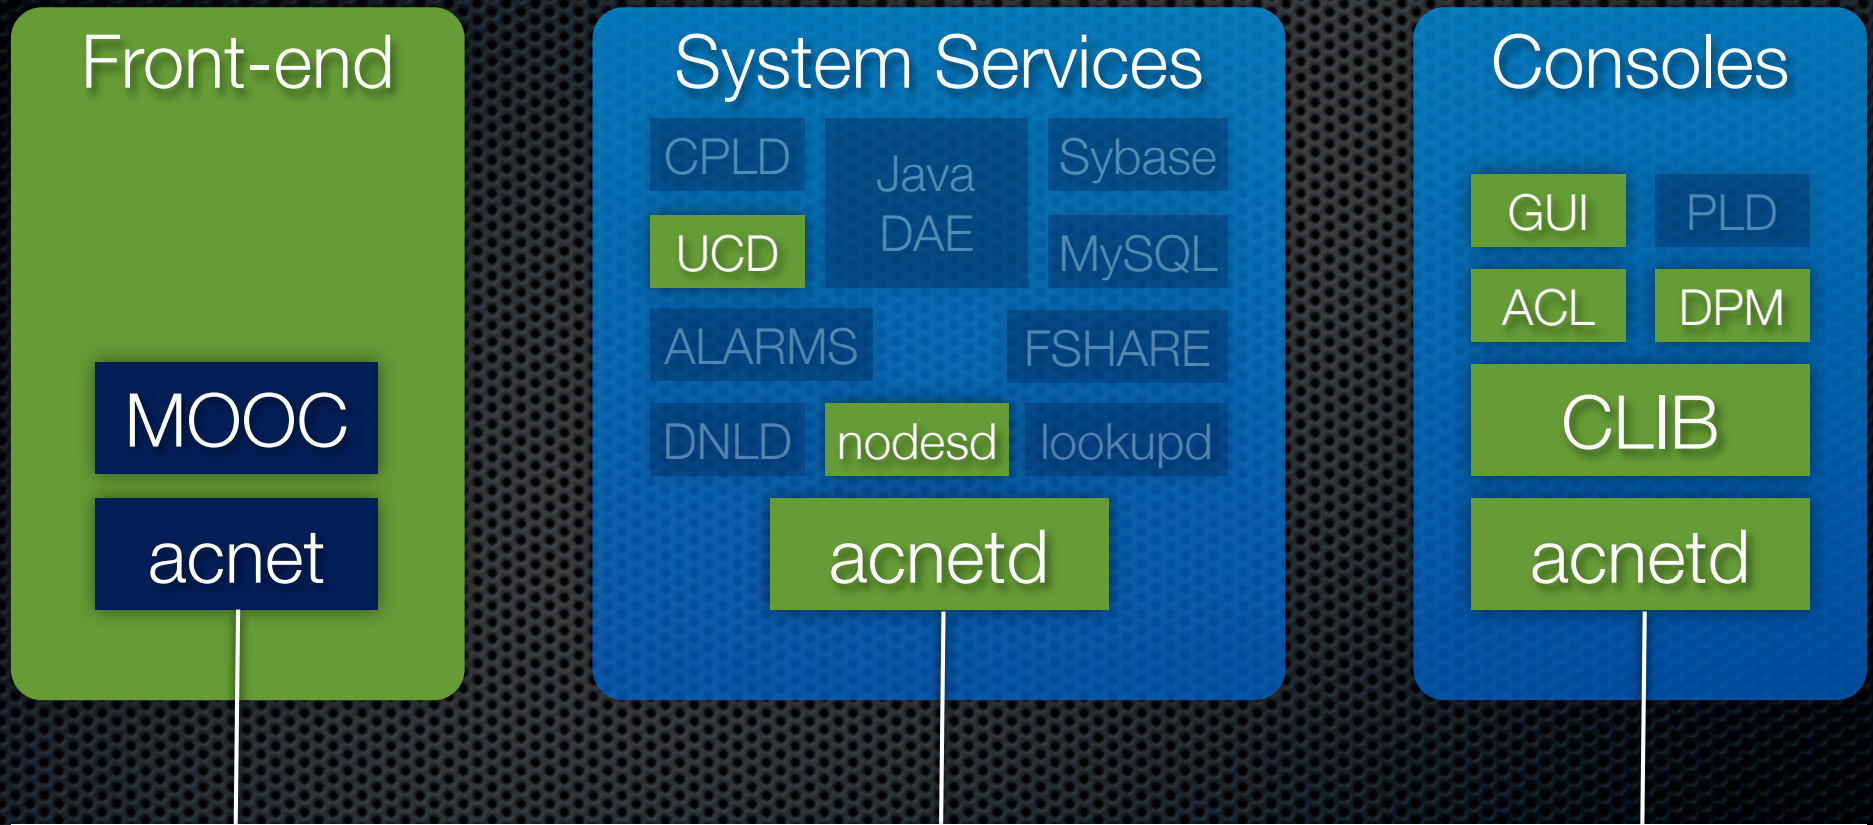 Front-end
MOOC
acnet
System Services
CPLD
Java
DAE
Sybase
UCD
MySQL
ALARMS
FSHARE
DNLD
nodesd
lookupd
acnetd
Consoles
GUI
PLD
ACL
DPM
CLIB
acnetd